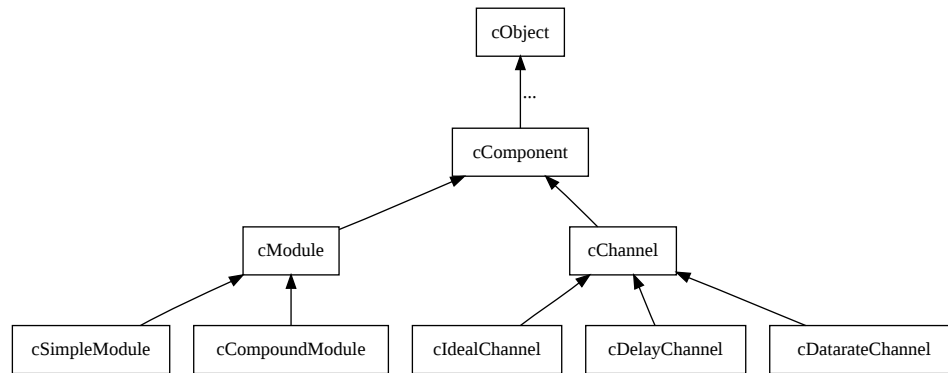 cObject
...
cComponent
cModule
cChannel
cSimpleModule
cCompoundModule
cIdealChannel
cDelayChannel
cDatarateChannel